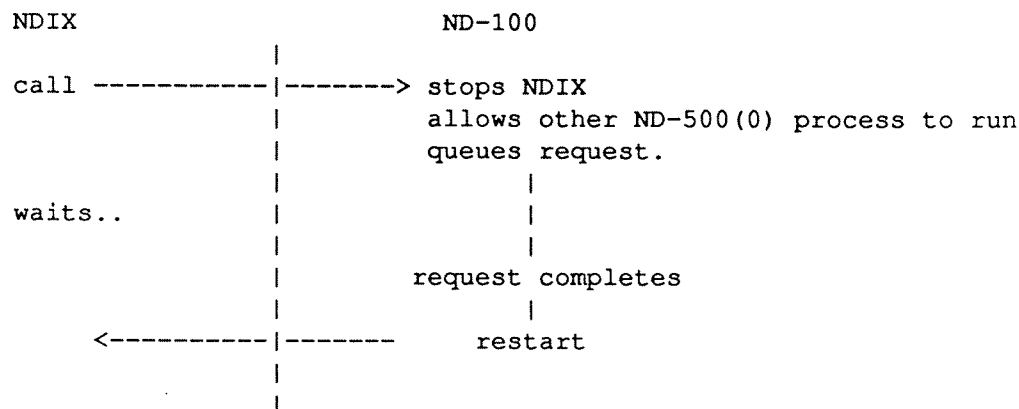 NDIX ND-100
call -----------|-------> stops NDIX
allows other ND-500(0) process to run
queues request.
waits..
request completes
<-----------|------- restart